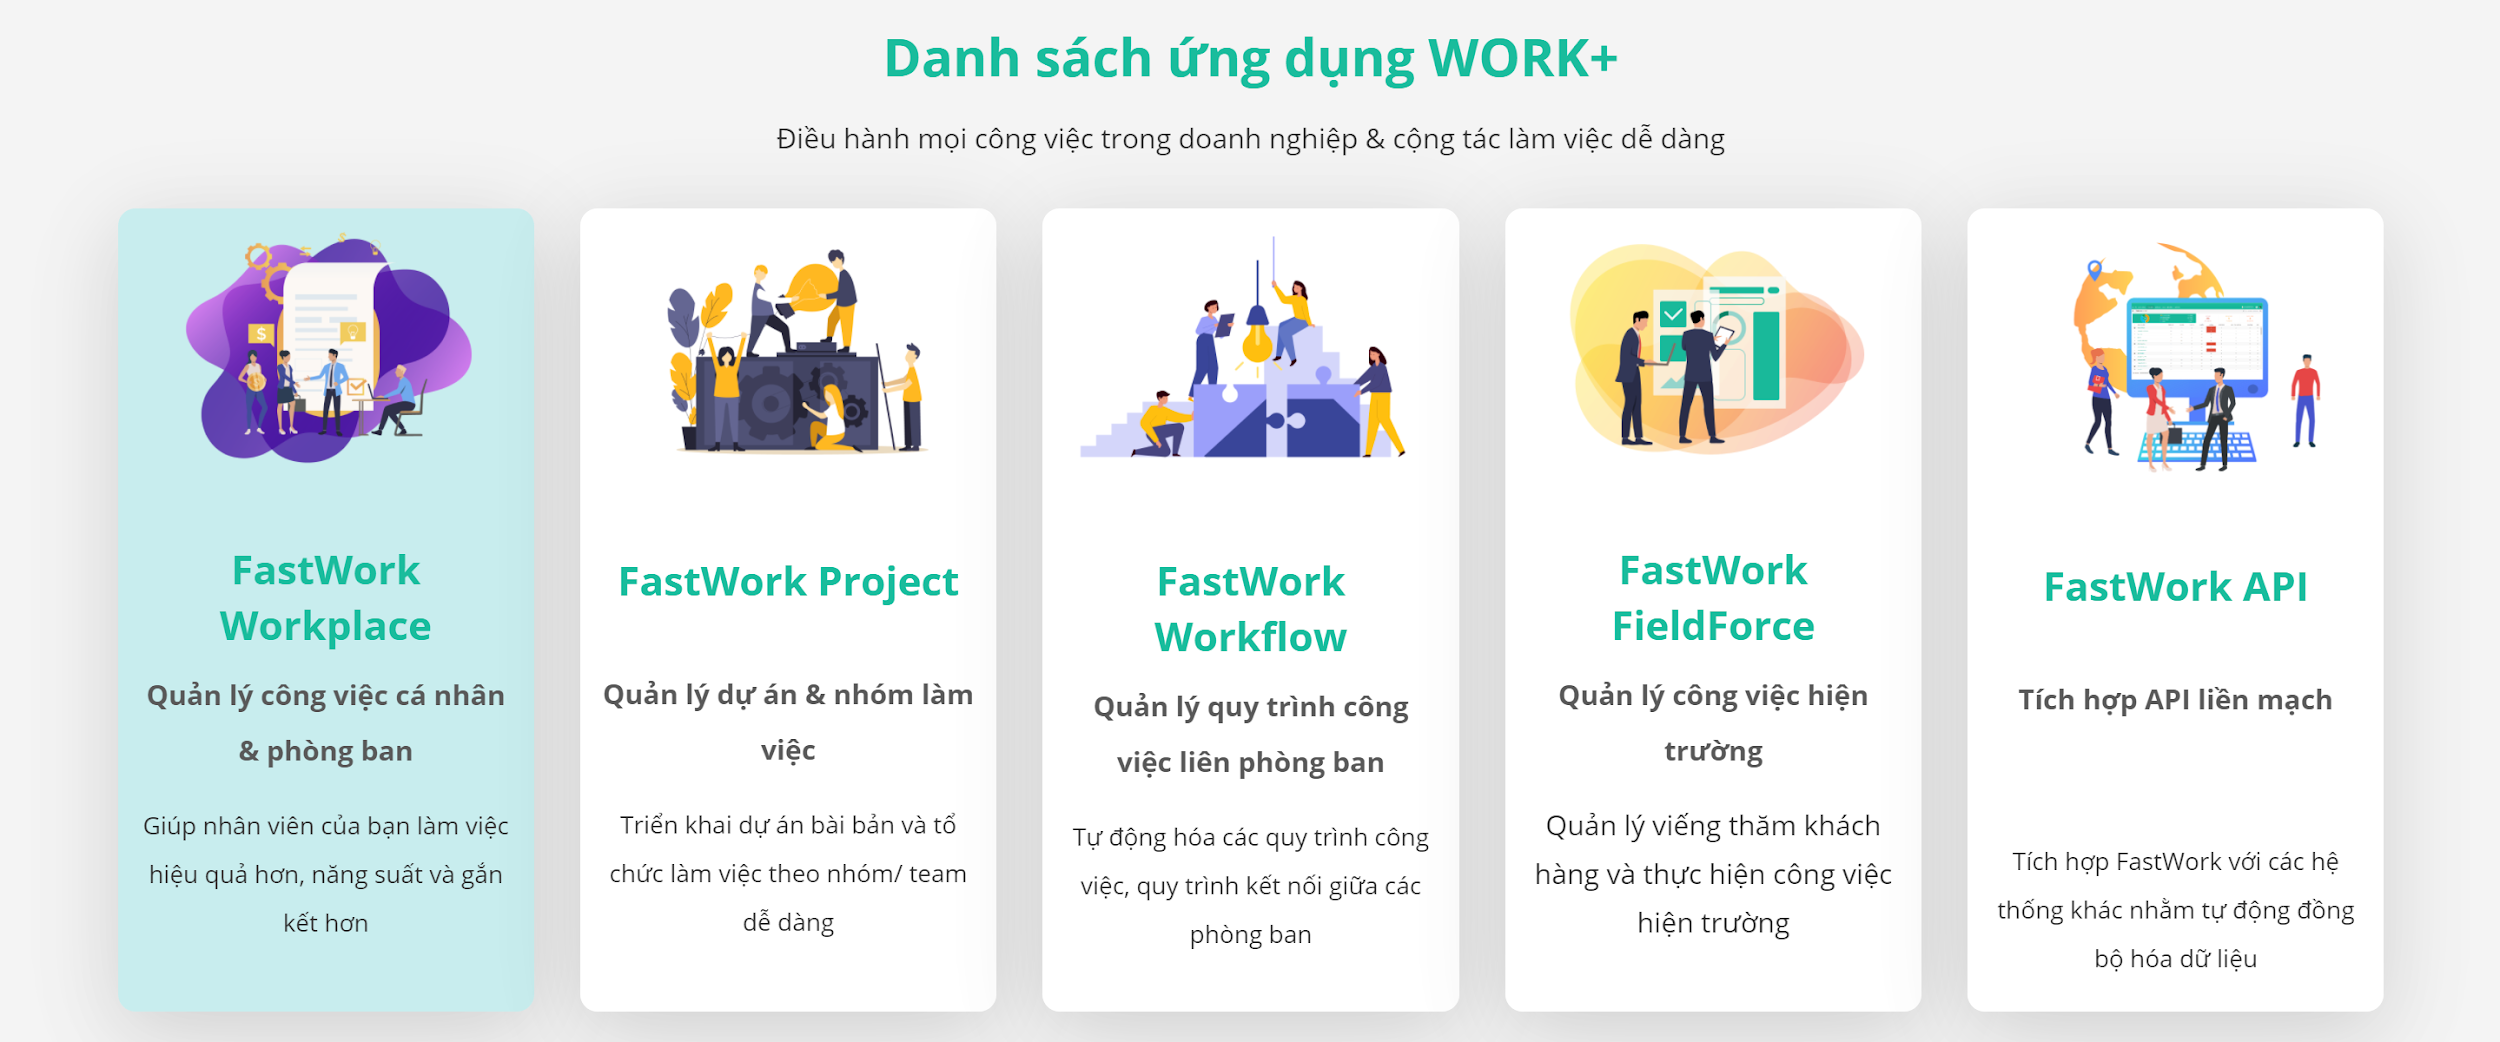 Danh sách ứng dụng WORK+
Điều hành mọi công việc trong doanh nghiệp & cộng tác làm việc dễ dàng
FastWork
Workplace
Quản lý công việc cá nhân
& phòng ban
Giúp nhân viên của bạn làm việc
hiệu quả hơn, năng suất và gắn
kết hơn
FastWork Project
Quản lý dự án & nhóm làm
việc
Triển khai dự án bài bản và tổ
chức làm việc theo nhóm/ team
dễ dàng
FastWork
Workflow
Quản lý quy trình công
việc liên phòng ban
Tự động hóa các quy trình công
việc, quy trình kết nối giữa các
phòng ban
FastWork
FieldForce
Quản lý công việc hiện
trường
Quản lý viếng thăm khách
hàng và thực hiện công việc
hiện trường
FastWork API
Tích hợp API liền mạch
Tích hợp FastWork với các hệ
thống khác nhằm tự động đồng
bộ hóa dữ liệu